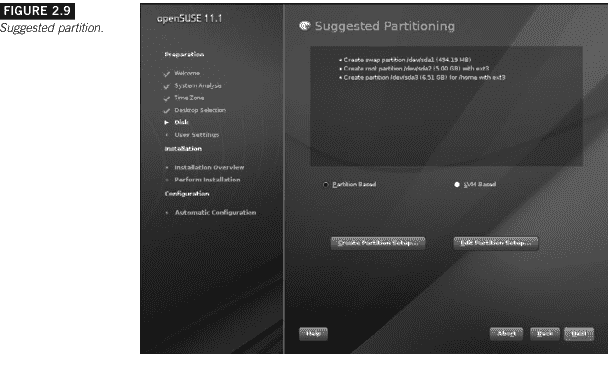 FIGURE 2.9
Suggested partition.
openSUSE 11.1
Preparation
Welcome
System Analysis
Time Zone
Desktop Selection
Disk
User Settings
Installation
Installation Overview
Perform Installation
Configuration
Automatic Configuration
Suggested Partitioning
• Create swap partition /dev/sda1 (494.19 MB)
• Create root partition /dev/sda2 (5.00 GB) with ext3
• Create partition /dev/sda3 (6.51 GB) for /home with ext3
Partition Based
LVM Based
Create Partition Setup...
Edit Partition Setup...
Help
Abort
Back
Next